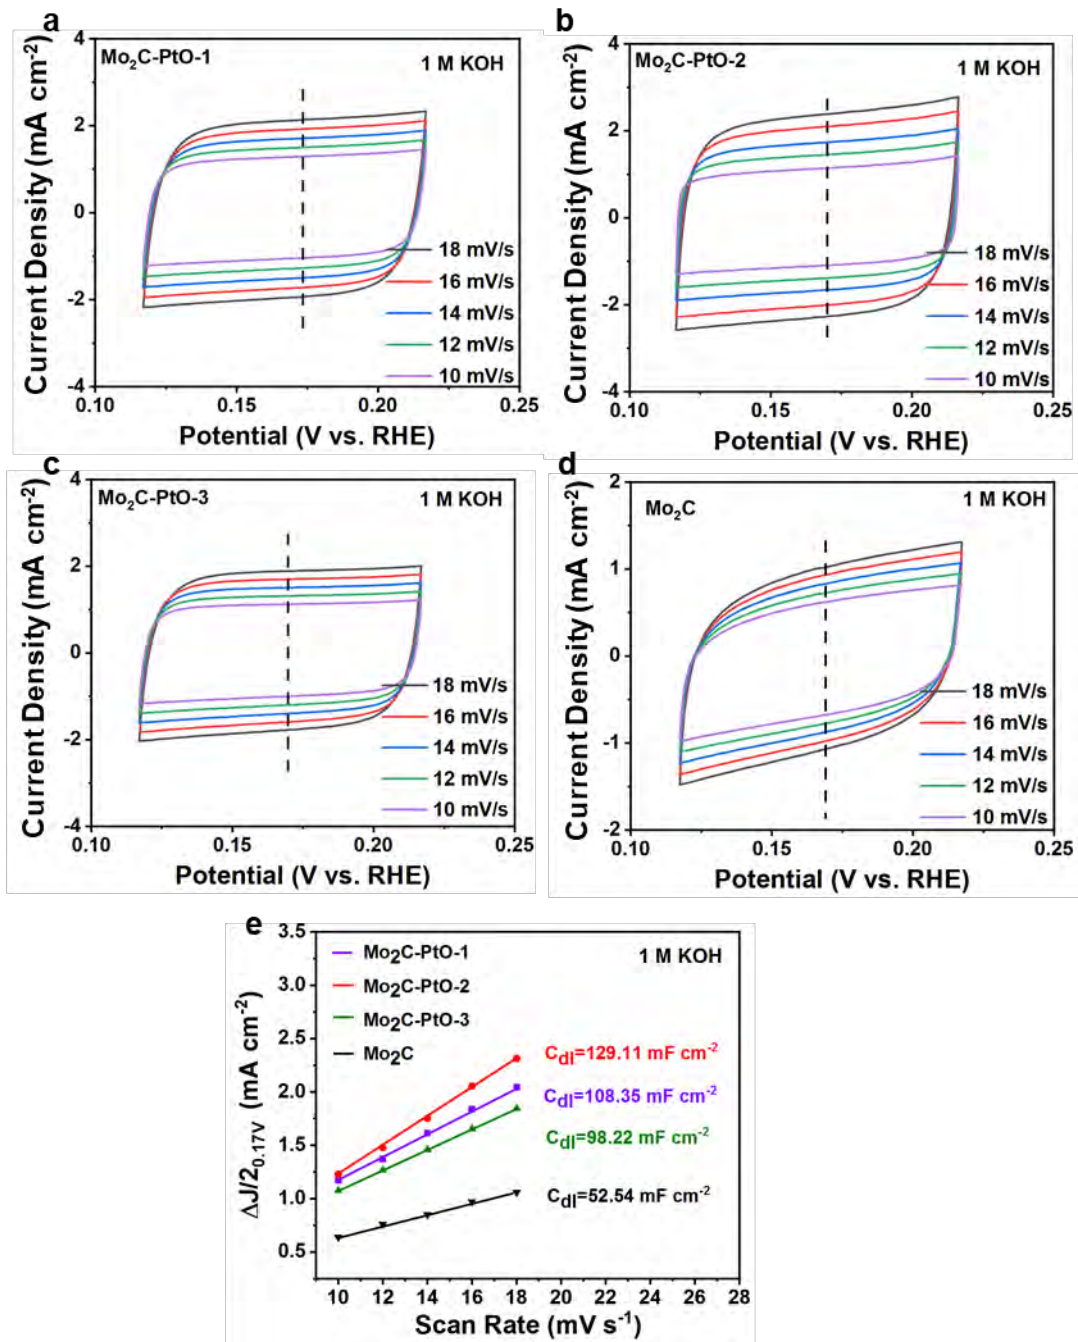 a
Mo₂C-PtO-1
1 M KOH
Current Density (mA cm⁻²)
4
2
0
-2
-4
18 mV/s
16 mV/s
14 mV/s
12 mV/s
10 mV/s
0.10
0.15
0.20
0.25
Potential (V vs. RHE)
b
Mo₂C-PtO-2
1 M KOH
Current Density (mA cm⁻²)
4
2
0
-2
-4
18 mV/s
16 mV/s
14 mV/s
12 mV/s
10 mV/s
0.10
0.15
0.20
0.25
Potential (V vs. RHE)
c
Mo₂C-PtO-3
1 M KOH
Current Density (mA cm⁻²)
4
2
0
-2
-4
18 mV/s
16 mV/s
14 mV/s
12 mV/s
10 mV/s
0.10
0.15
0.20
0.25
Potential (V vs. RHE)
d
Mo₂C
1 M KOH
Current Density (mA cm⁻²)
2
1
0
-1
-2
18 mV/s
16 mV/s
14 mV/s
12 mV/s
10 mV/s
0.10
0.15
0.20
0.25
Potential (V vs. RHE)
e
Mo₂C-PtO-1
Mo₂C-PtO-2
Mo₂C-PtO-3
Mo₂C
1 M KOH
ΔJ/2₀.₁₇ᵥ (mA cm⁻²)
3.5
3.0
2.5
2.0
1.5
1.0
0.5
C_dl=129.11 mF cm⁻²
C_dl=108.35 mF cm⁻²
C_dl=98.22 mF cm⁻²
C_dl=52.54 mF cm⁻²
10 12 14 16 18 20 22 24 26 28
Scan Rate (mV s⁻¹)